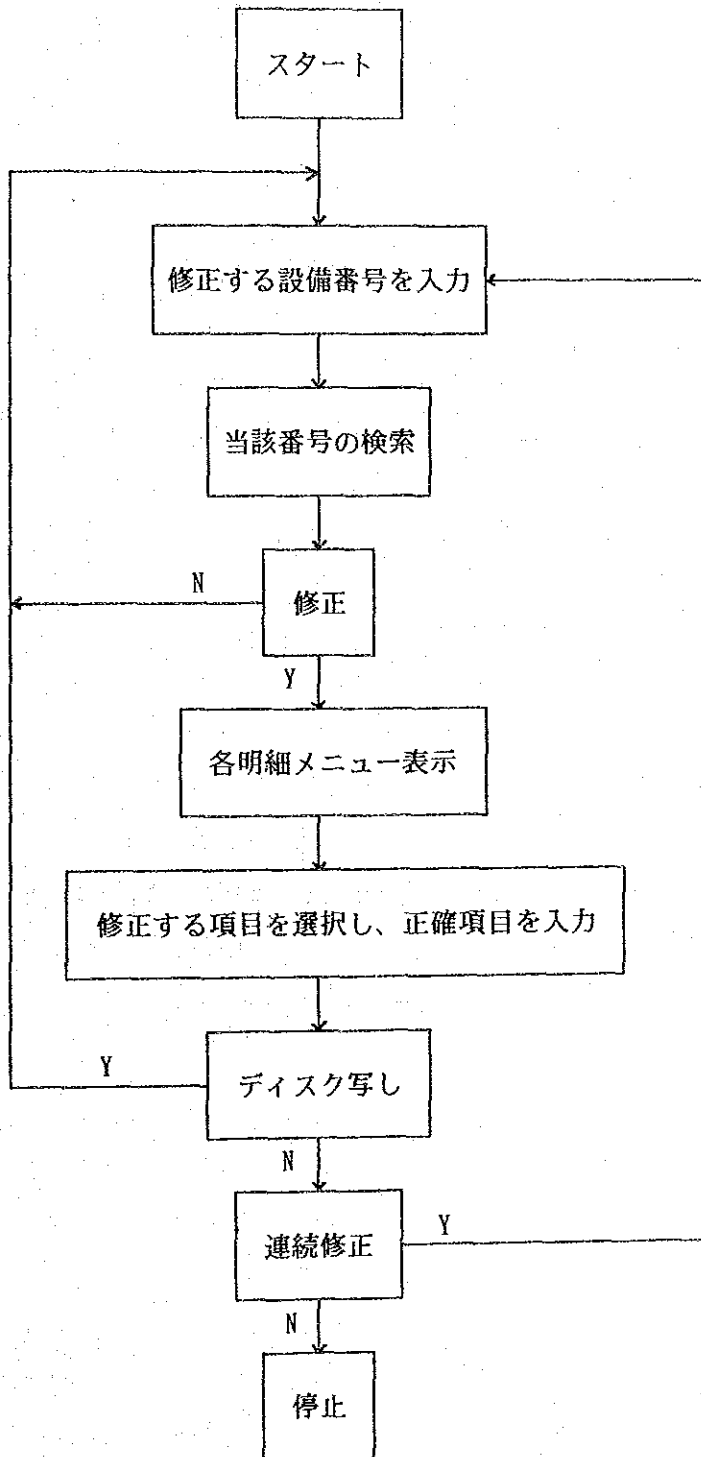 スタート
修正する設備番号を入力
当該番号の検索
N
修正
Y
各明細メニュー表示
修正する項目を選択し、正確項目を入力
Y
ディスク写し
N
連続修正
Y
N
停止